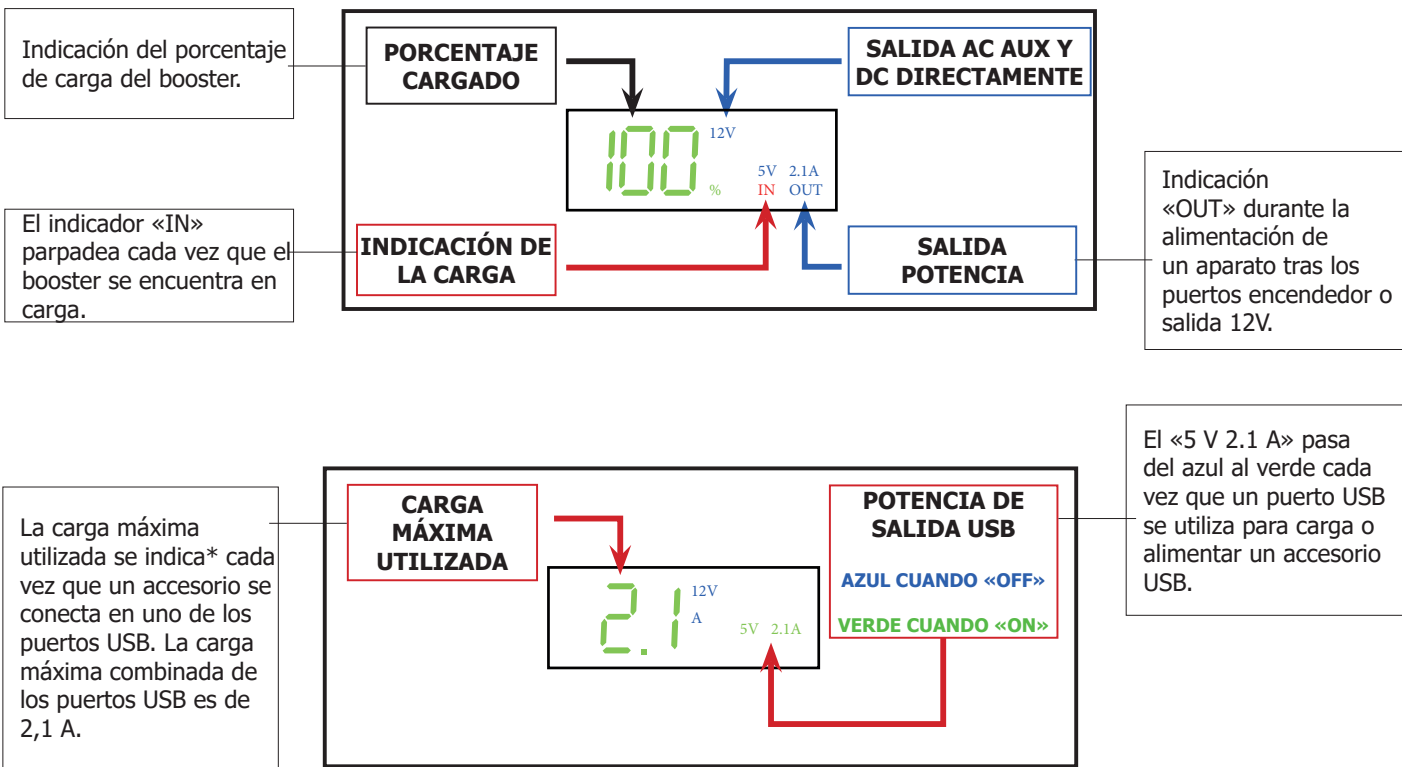 Indicación del porcentaje
de carga del booster.
PORCENTAJE
CARGADO
SALIDA AC AUX Y
DC DIRECTAMENTE
100
%
12V
5V 2.1A
IN OUT
El indicador «IN»
parpadea cada vez que el
booster se encuentra en
carga.
INDICACIÓN DE
LA CARGA
SALIDA
POTENCIA
Indicación
«OUT» durante la
alimentación de
un aparato tras los
puertos encendedor o
salida 12V.
La carga máxima
utilizada se indica* cada
vez que un accesorio se
conecta en uno de los
puertos USB. La carga
máxima combinada de
los puertos USB es de
2,1 A.
CARGA
MÁXIMA
UTILIZADA
2.1
12V
A
5V 2.1A
POTENCIA DE
SALIDA USB
AZUL CUANDO «OFF»
VERDE CUANDO «ON»
El «5 V 2.1 A» pasa
del azul al verde cada
vez que un puerto USB
se utiliza para carga o
alimentar un accesorio
USB.